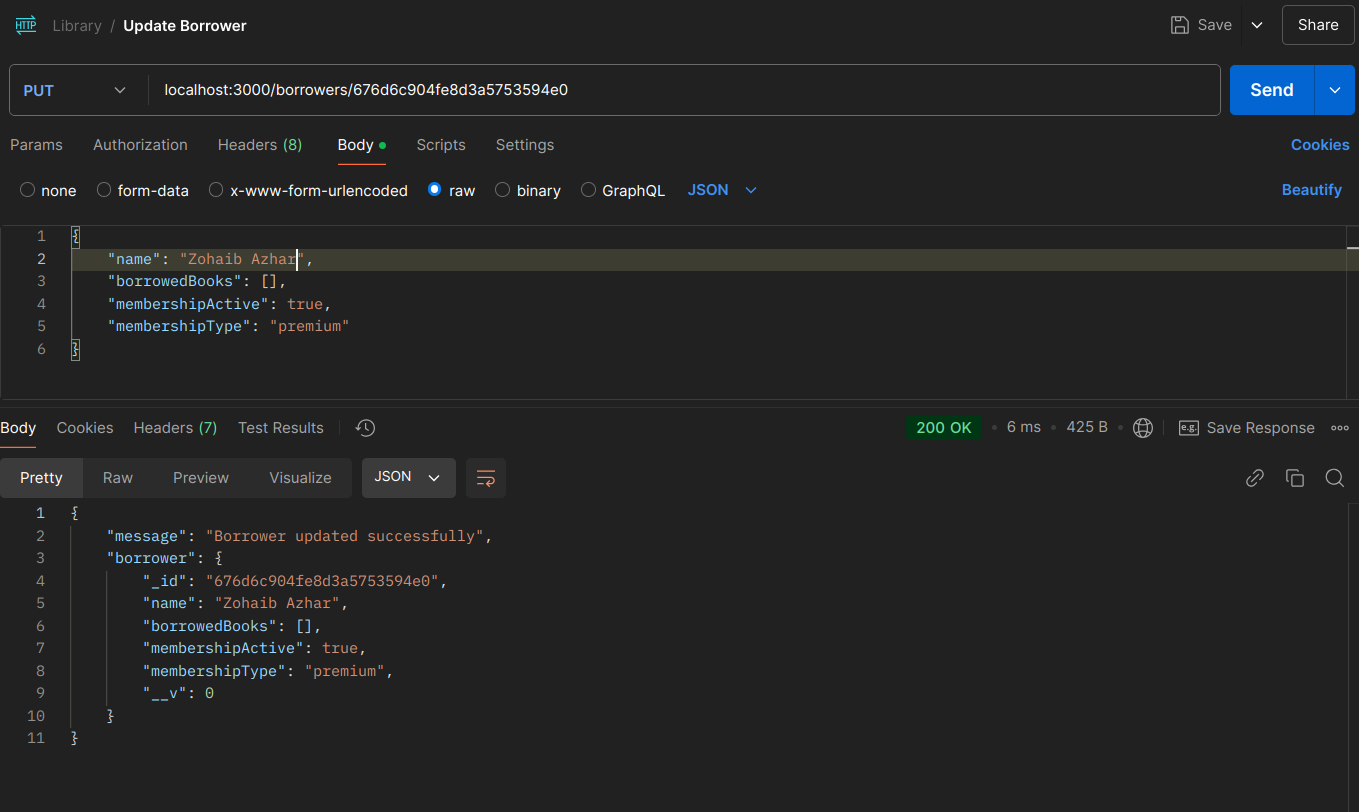 HTTP Library / Update Borrower Save Share
PUT localhost:3000/borrowers/676d6c904fe8d3a5753594e0 Send
Params Authorization Headers (8) Body Scripts Settings Cookies
none form-data x-www-form-urlencoded raw binary GraphQL JSON Beautify
1 {
2 "name": "Zohaib Azhar",
3 "borrowedBooks": [],
4 "membershipActive": true,
5 "membershipType": "premium"
6 }
Body Cookies Headers (7) Test Results 200 OK • 6 ms • 425 B • e.g. Save Response
Pretty Raw Preview Visualize JSON
1 {
2 "message": "Borrower updated successfully",
3 "borrower": {
4 "_id": "676d6c904fe8d3a5753594e0",
5 "name": "Zohaib Azhar",
6 "borrowedBooks": [],
7 "membershipActive": true,
8 "membershipType": "premium",
9 "__v": 0
10 }
11 }